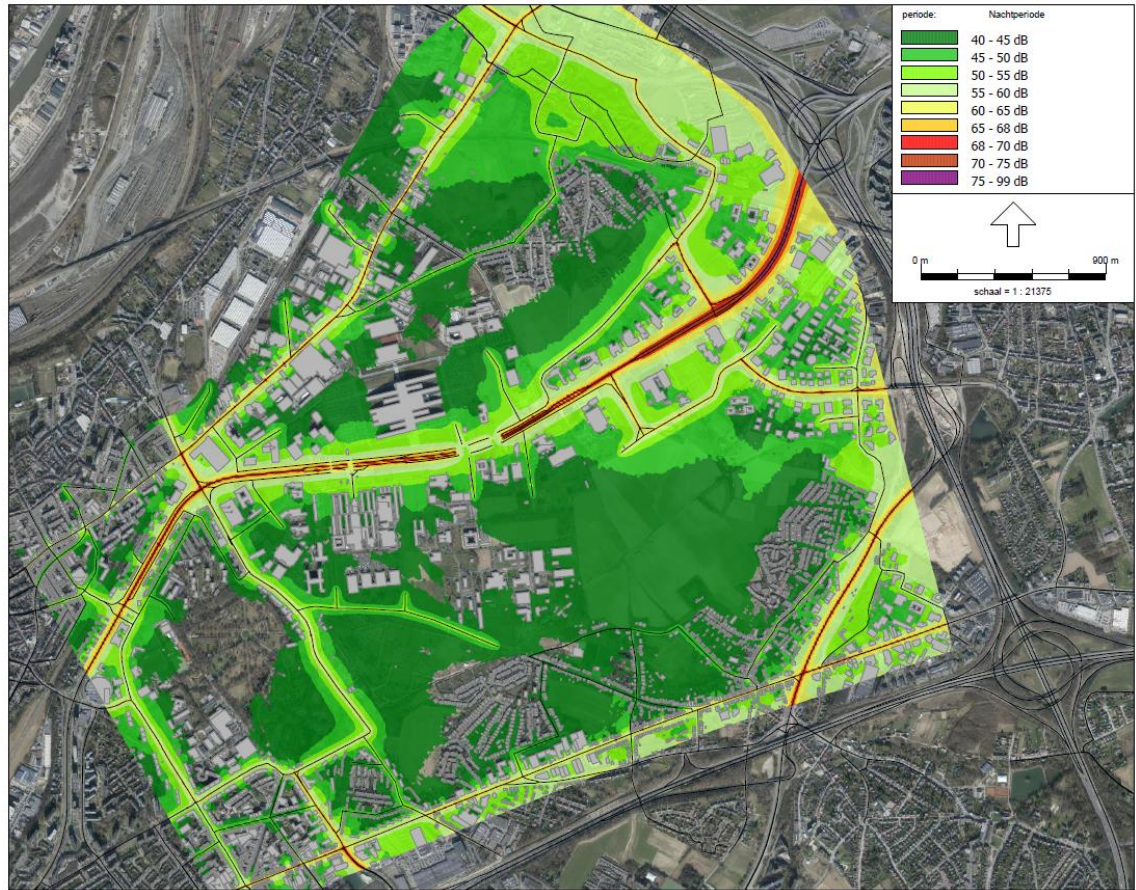 periode: Nachtperiode
40 - 45 dB
45 - 50 dB
50 - 55 dB
55 - 60 dB
60 - 65 dB
65 - 68 dB
68 - 70 dB
70 - 75 dB
75 - 99 dB
0 m 900 m
schaal = 1 : 21375